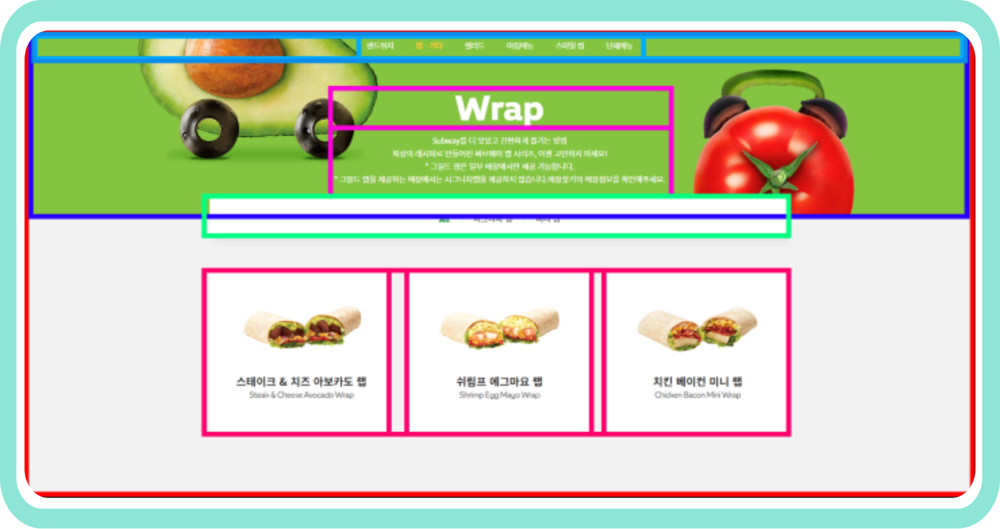 샌드위치 랩·기타 샐러드 아침메뉴 스마일 썹 단체메뉴
Wrap
Subway를 더 맛있고 간편하게 즐기는 방법
최상의 레시피로 만들어진 써브웨이 랩 시리즈, 이젠 고민하지 마세요!
* 그릴드 랩은 일부 매장에서만 제공 가능합니다.
* 그릴드 랩을 제공하는 매장에서는 시그니처랩을 제공하지 않습니다.매장찾기의 매장정보를 확인해주세요.
스테이크 & 치즈 아보카도 랩
Steak & Cheese Avocado Wrap
쉬림프 에그마요 랩
Shrimp Egg Mayo Wrap
치킨 베이컨 미니 랩
Chicken Bacon Mini Wrap